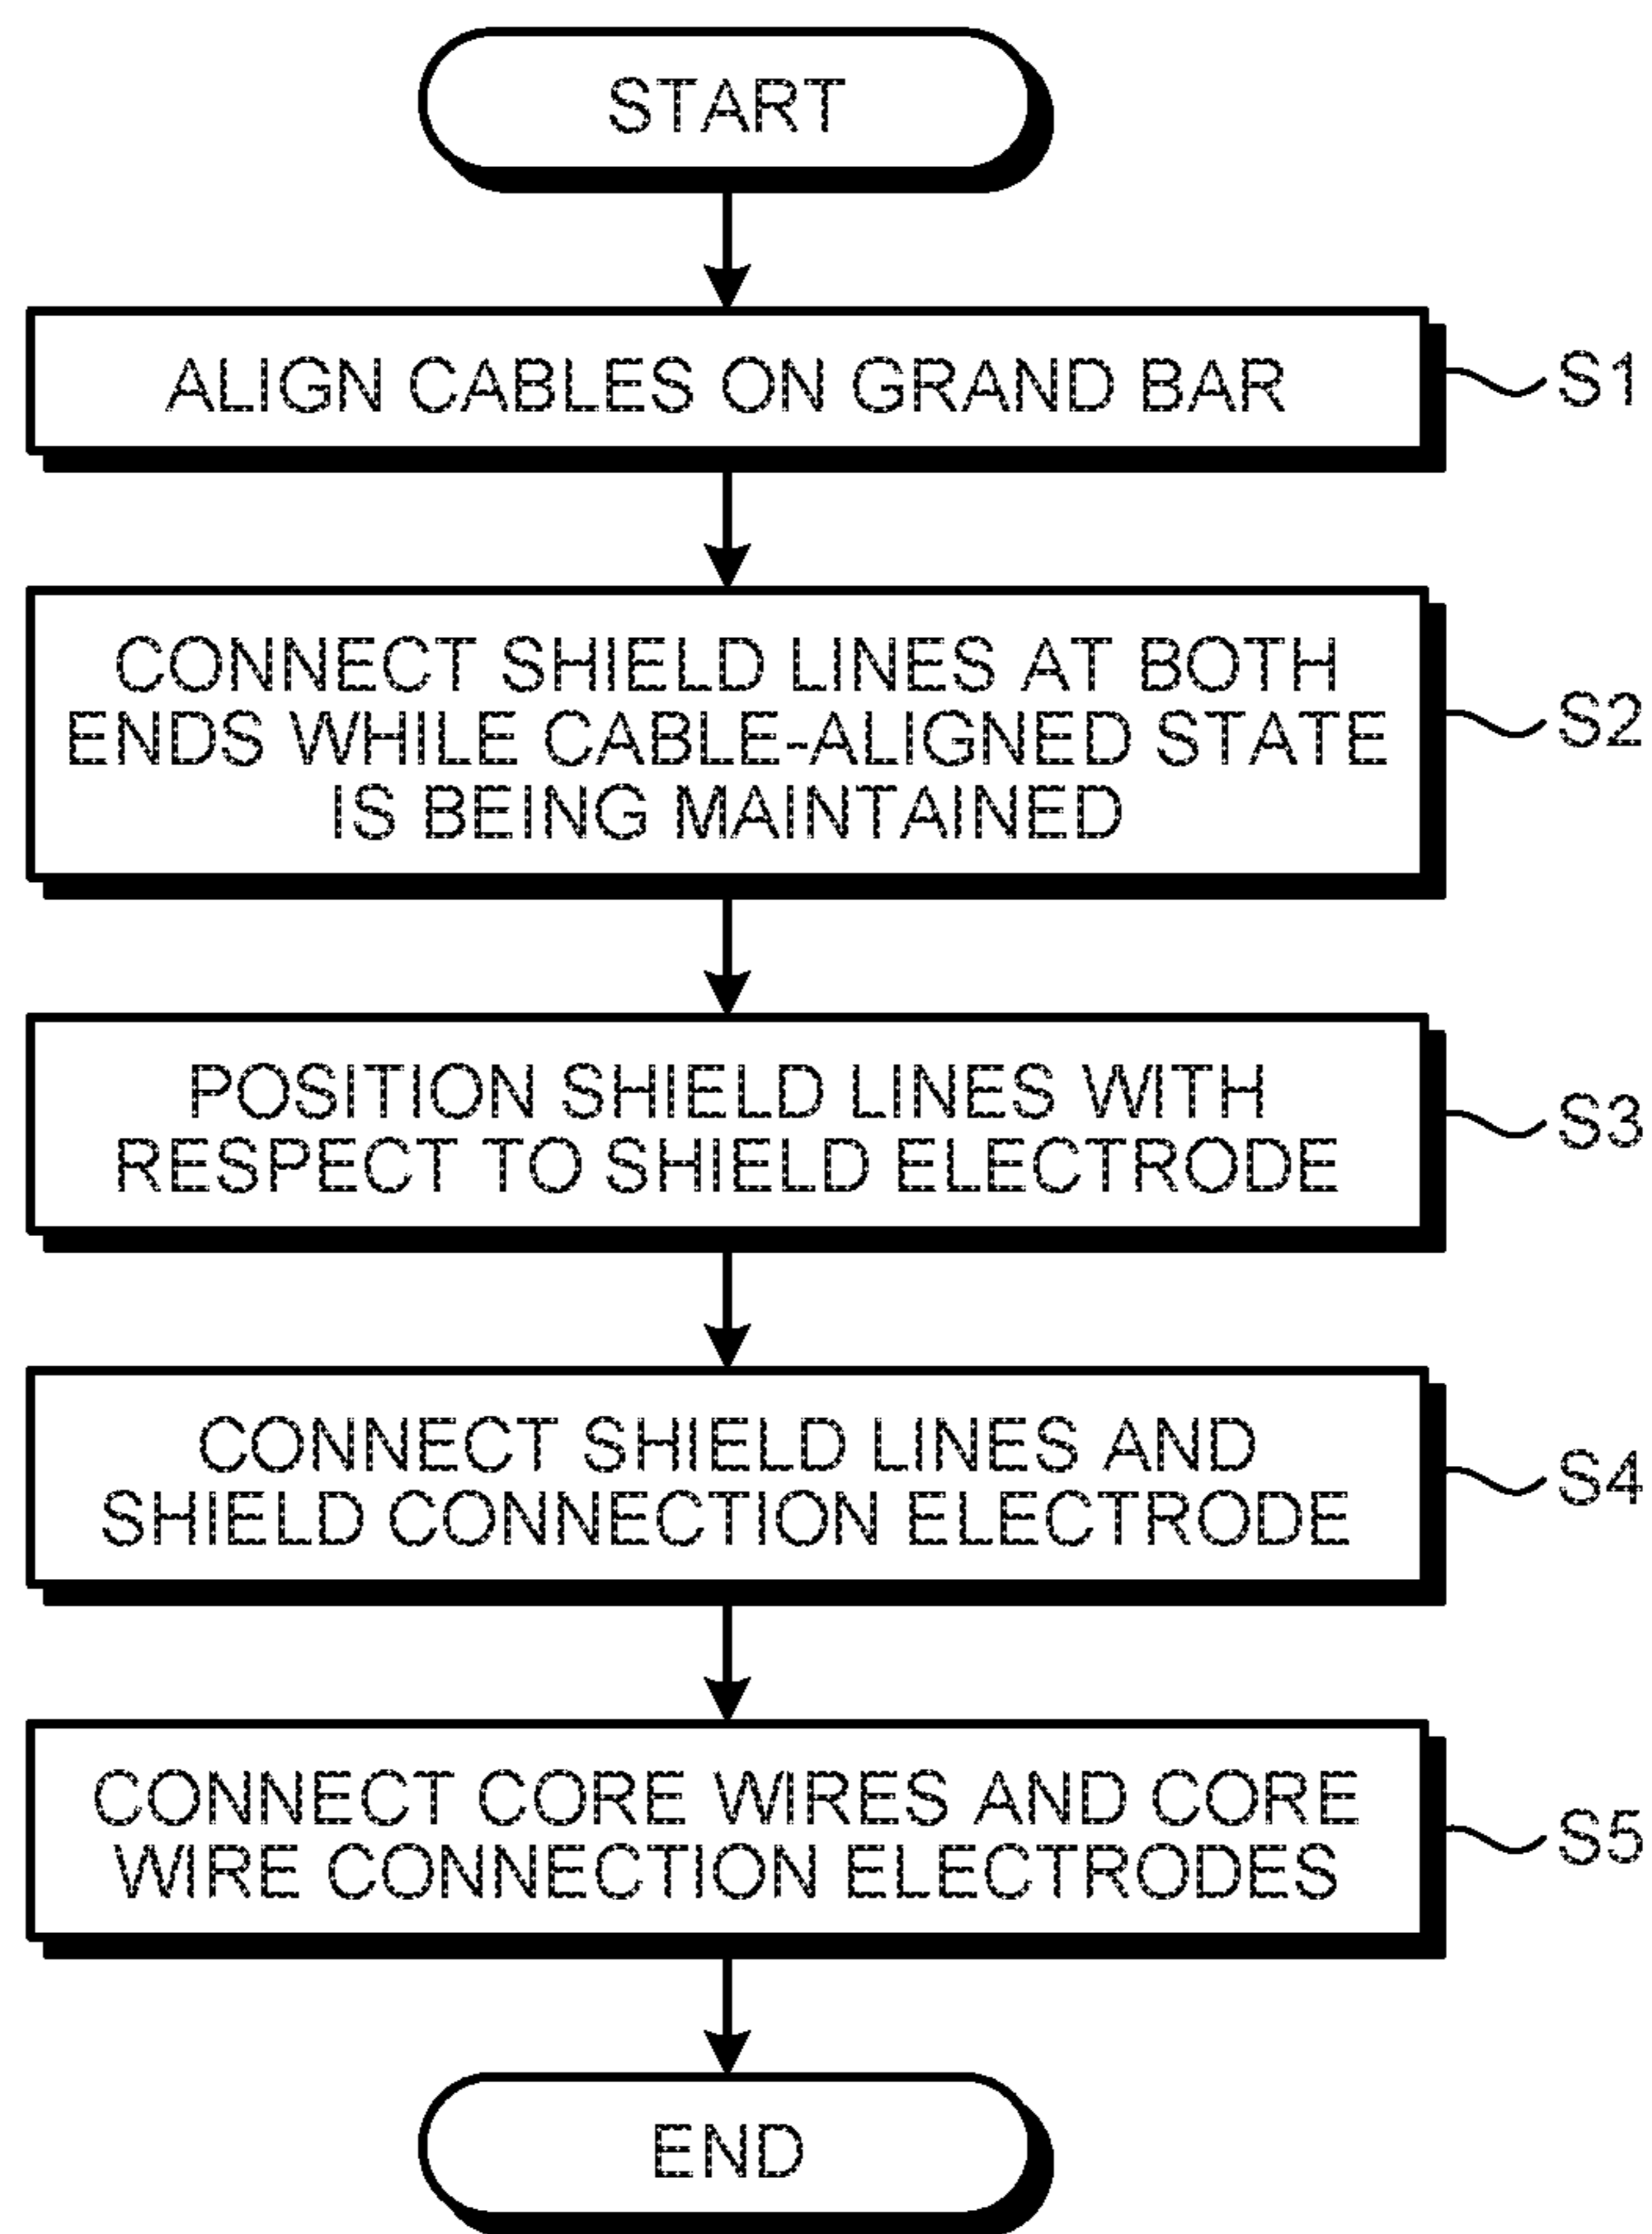 START
ALIGN CABLES ON GRAND BAR
S1
CONNECT SHIELD LINES AT BOTH
ENDS WHILE CABLE-ALIGNED STATE
IS BEING MAINTAINED
S2
POSITION SHIELD LINES WITH
RESPECT TO SHIELD ELECTRODE
S3
CONNECT SHIELD LINES AND
SHIELD CONNECTION ELECTRODE
S4
CONNECT CORE WIRES AND CORE
WIRE CONNECTION ELECTRODES
S5
END